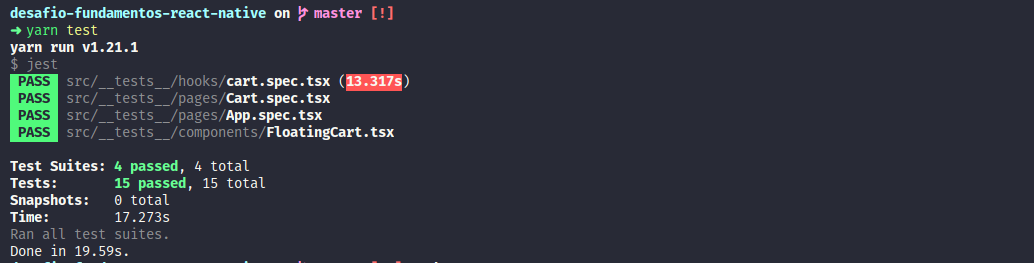 desafio-fundamentos-react-native on master [!]
➜ yarn test
yarn run v1.21.1
$ jest
PASS src/__tests__/hooks/cart.spec.tsx (13.317s)
PASS src/__tests__/pages/Cart.spec.tsx
PASS src/__tests__/pages/App.spec.tsx
PASS src/__tests__/components/FloatingCart.tsx
Test Suites: 4 passed, 4 total
Tests: 15 passed, 15 total
Snapshots: 0 total
Time: 17.273s
Ran all test suites.
Done in 19.59s.